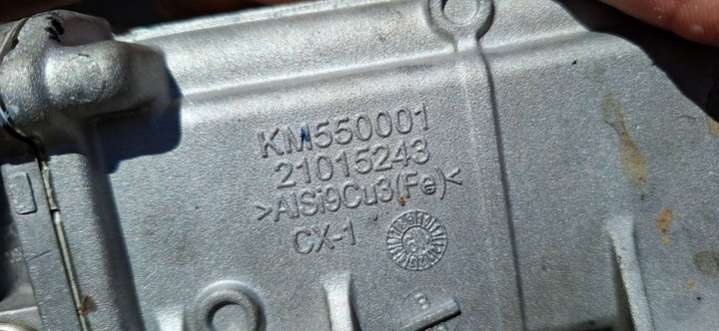 KM550001
21015243
>AlSi9Cu3(Fe)<
CX-1